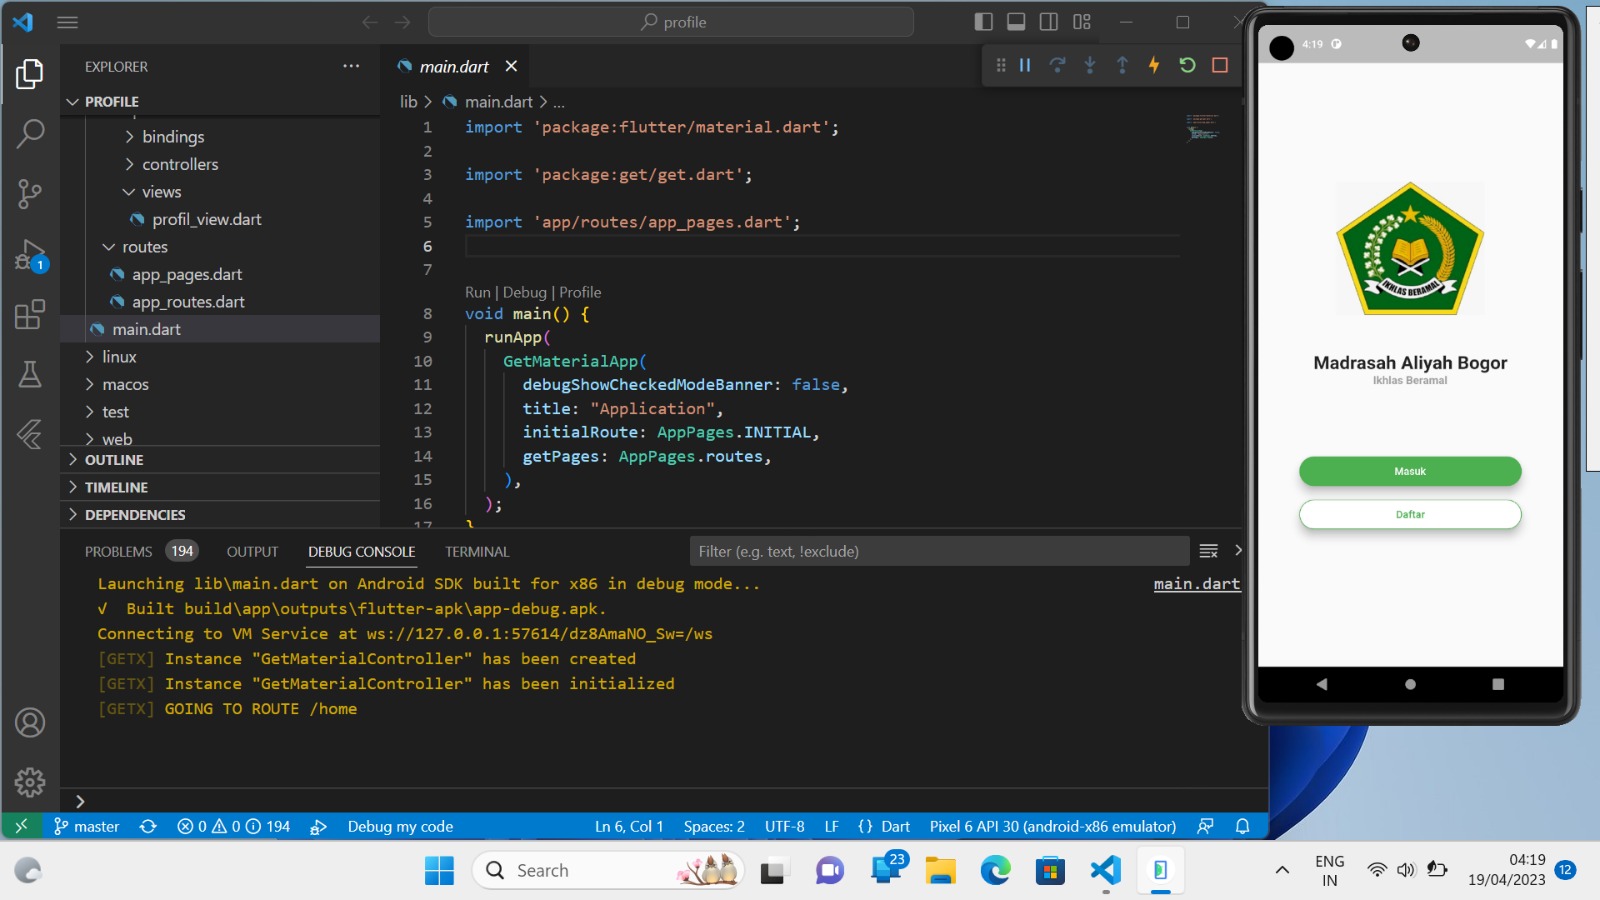 profile
EXPLORER
PROFILE
bindings
controllers
views
profil_view.dart
routes
app_pages.dart
app_routes.dart
main.dart
linux
macos
test
web
OUTLINE
TIMELINE
DEPENDENCIES
main.dart
lib > main.dart > ...
1 import 'package:flutter/material.dart';
2
3 import 'package:get/get.dart';
4
5 import 'app/routes/app_pages.dart';
6
7
Run | Debug | Profile
8 void main() {
9 runApp(
10 GetMaterialApp(
11 debugShowCheckedModeBanner: false,
12 title: "Application",
13 initialRoute: AppPages.INITIAL,
14 getPages: AppPages.routes,
15 ),
16 );
17 }
PROBLEMS 194 OUTPUT DEBUG CONSOLE TERMINAL
Filter (e.g. text, !exclude)
Launching lib\main.dart on Android SDK built for x86 in debug mode...
main.dart
√ Built build\app\outputs\flutter-apk\app-debug.apk.
Connecting to VM Service at ws://127.0.0.1:57614/dz8AmaNO_Sw=/ws
[GETX] Instance "GetMaterialController" has been created
[GETX] Instance "GetMaterialController" has been initialized
[GETX] GOING TO ROUTE /home
1
master 0 0 194 Debug my code Ln 6, Col 1 Spaces: 2 UTF-8 LF {} Dart Pixel 6 API 30 (android-x86 emulator)
4:19
IKHLAS BERAMAL
Madrasah Aliyah Bogor
Ikhlas Beramal
Masuk
Daftar
Search
23
ENG
IN
04:19
19/04/2023
12